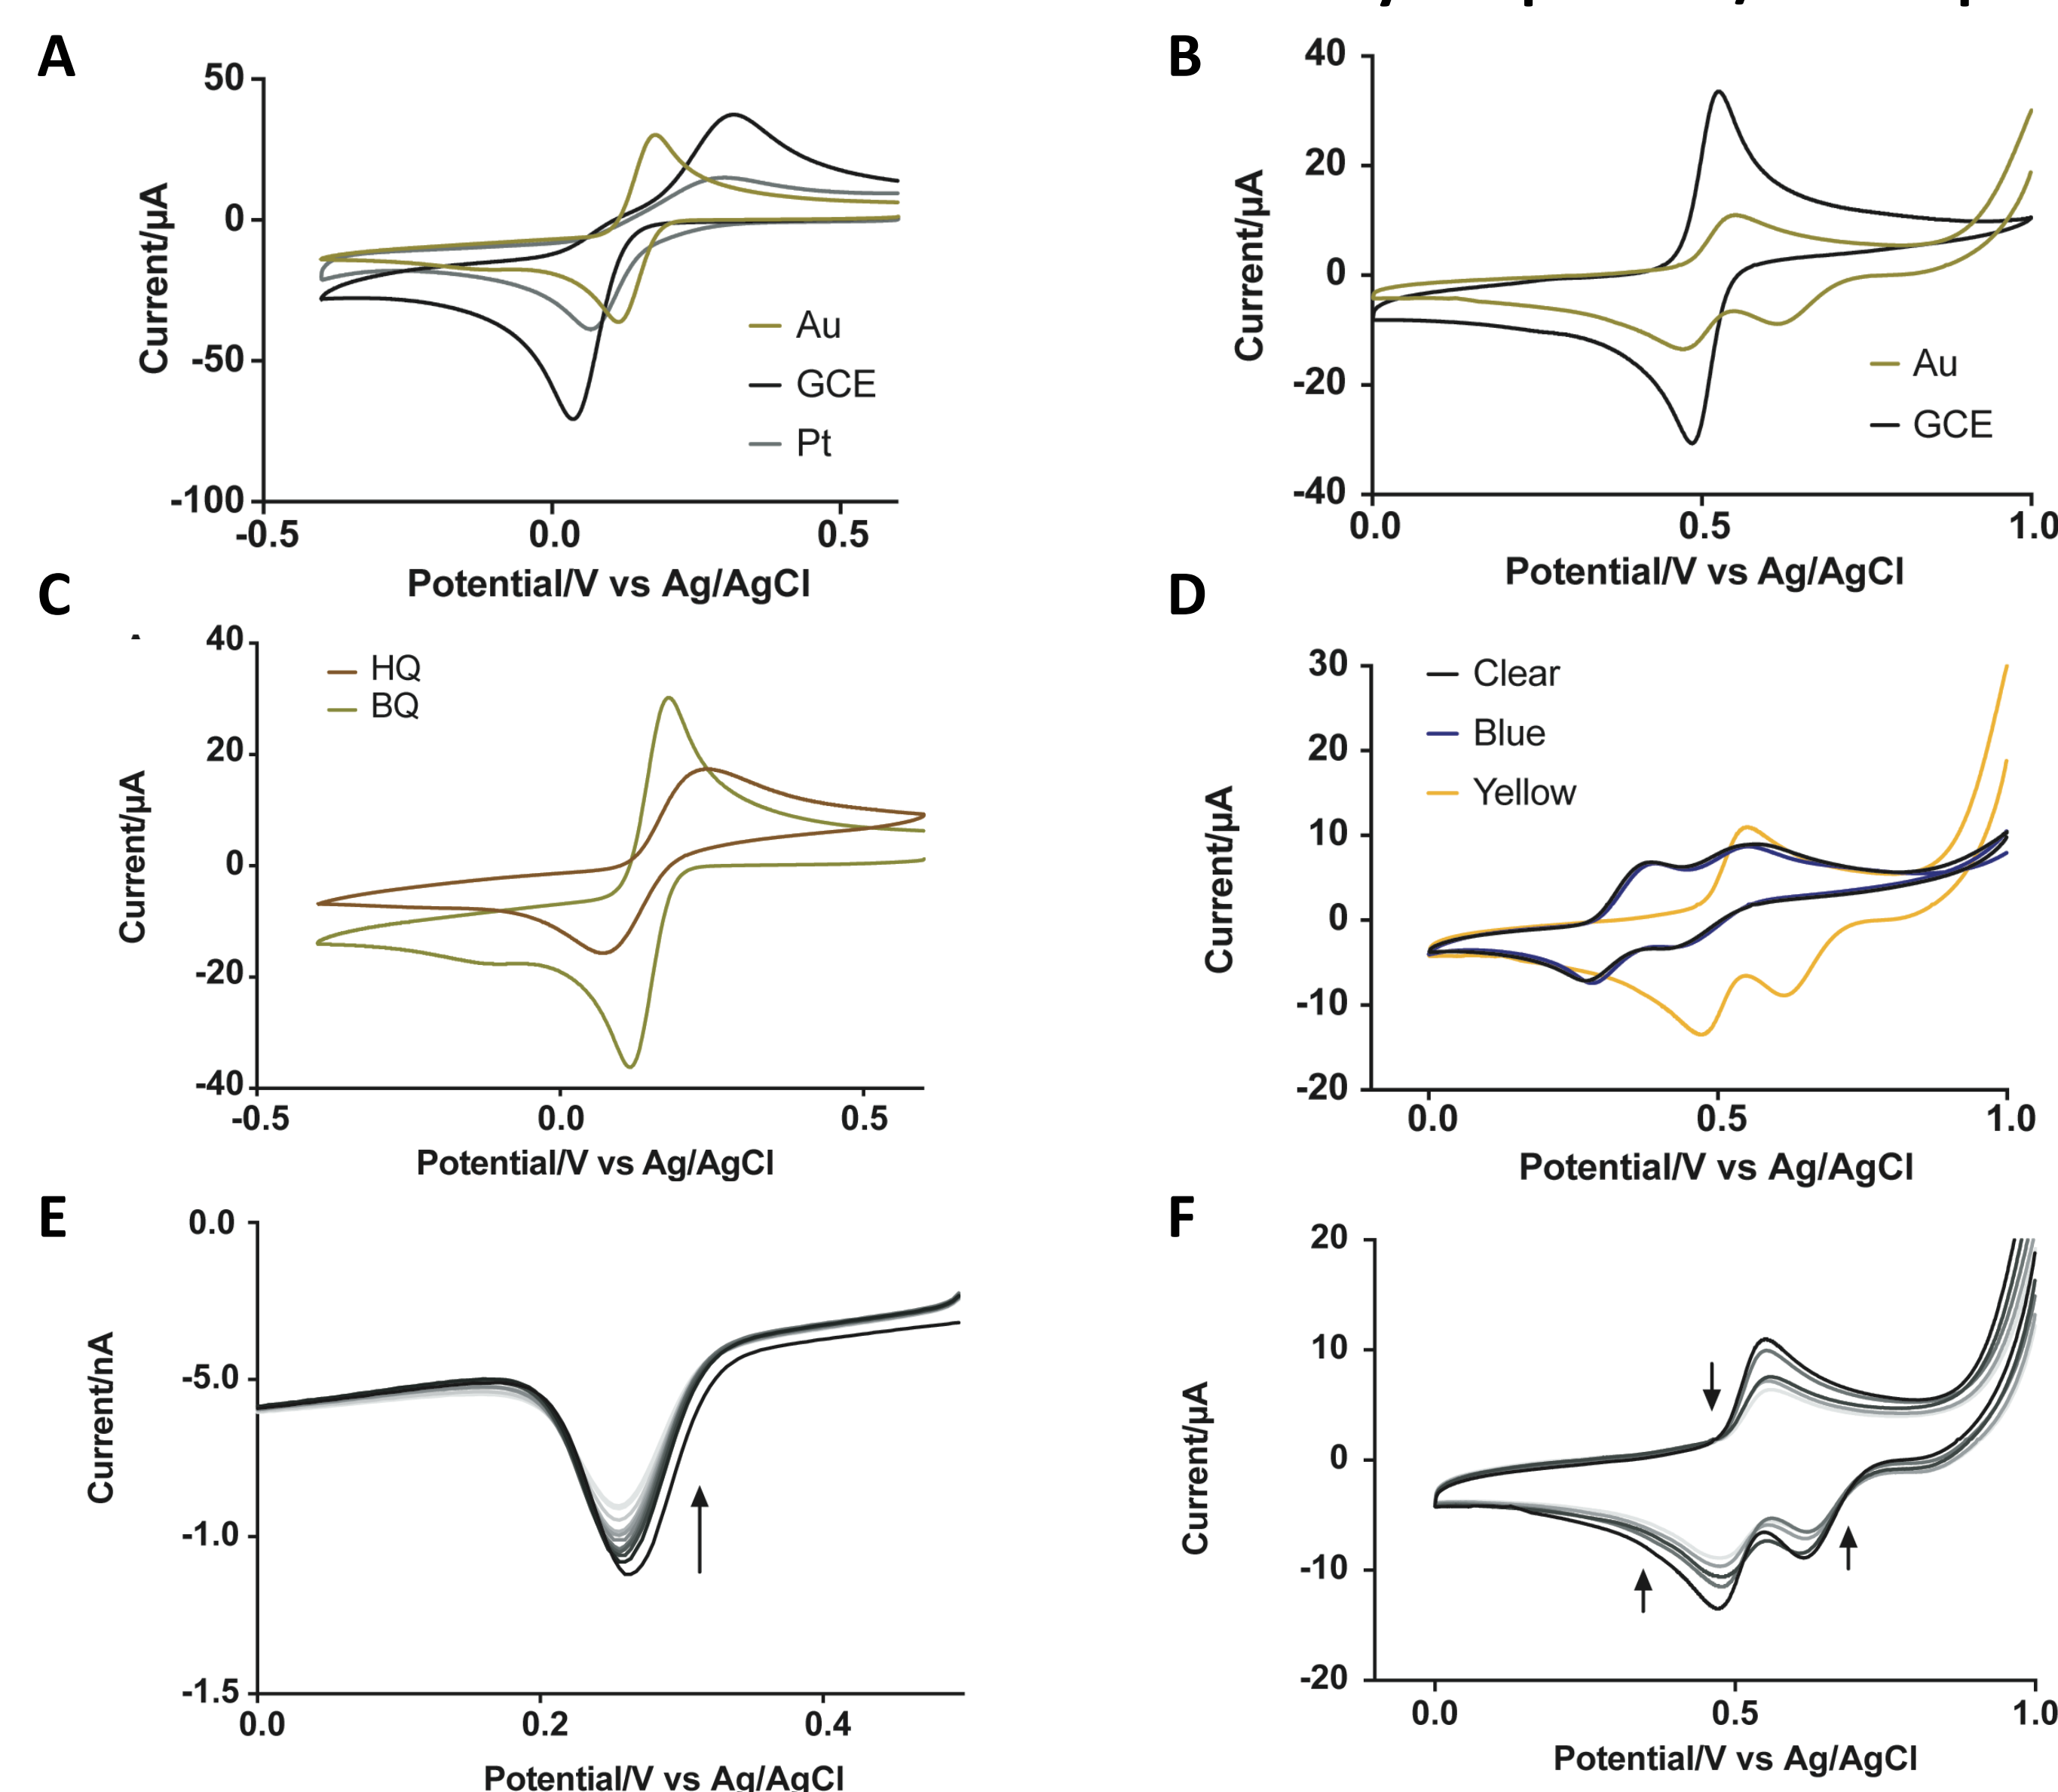 A
50
0
-50
-100
-0.5
0.0
0.5
Current/µA
Potential/V vs Ag/AgCl
Au
GCE
Pt
B
40
20
0
-20
-40
0.0
0.5
1.0
Current/µA
Potential/V vs Ag/AgCl
Au
GCE
C
40
20
0
-20
-40
-0.5
0.0
0.5
Current/µA
Potential/V vs Ag/AgCl
HQ
BQ
D
30
20
10
0
-10
-20
0.0
0.5
1.0
Current/µA
Potential/V vs Ag/AgCl
Clear
Blue
Yellow
E
0.0
-5.0
-1.0
-1.5
0.0
0.2
0.4
Current/nA
Potential/V vs Ag/AgCl
F
20
10
0
-10
-20
0.0
0.5
1.0
Current/µA
Potential/V vs Ag/AgCl